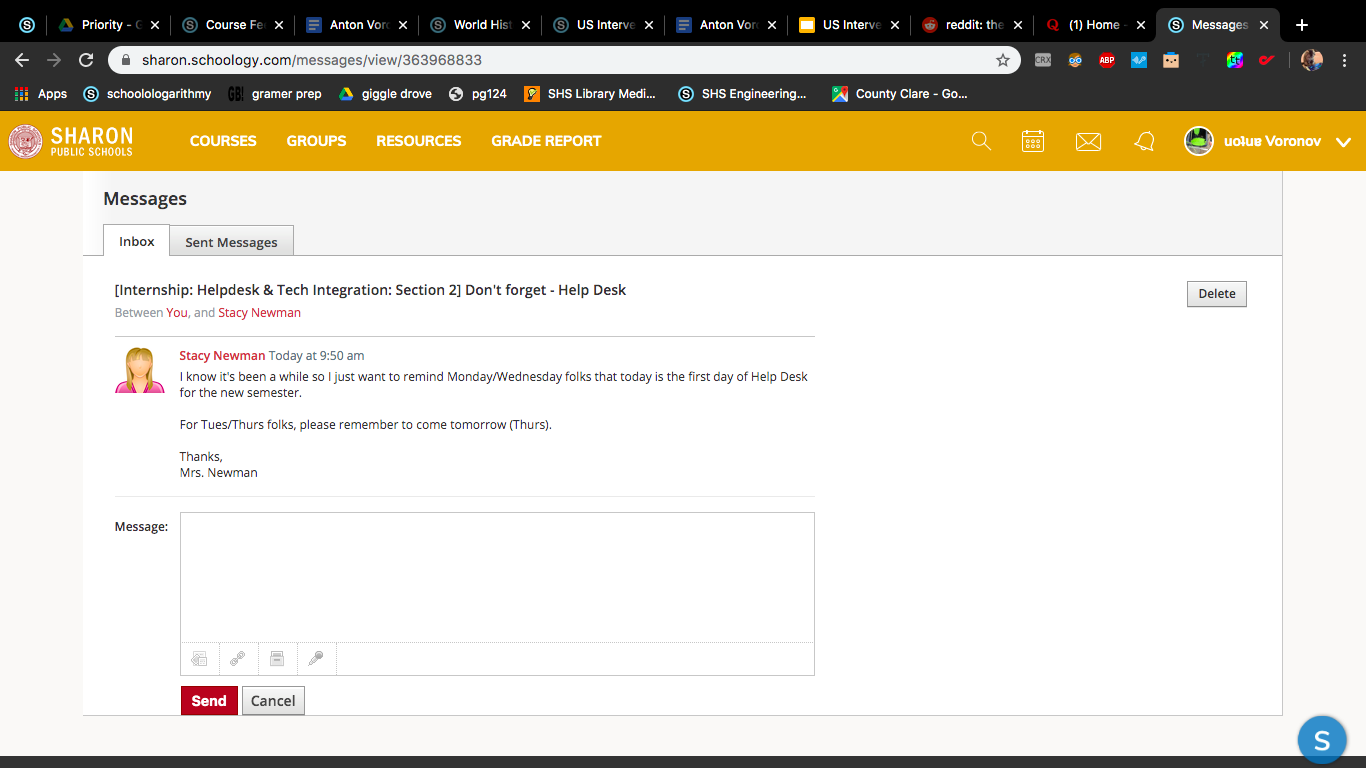 Priority - G
Course Fe
Anton Vor
World Hist
US Interve
Anton Vor
US Interve
reddit: the
(1) Home -
Messages
sharon.schoology.com/messages/view/363968833
CRX
ABP
Apps
schoolologarithmy
GB!
gramer prep
giggle drove
pg124
SHS Library Medi...
SHS Engineering...
County Clare - Go...
SHARON
PUBLIC SCHOOLS
COURSES
GROUPS
RESOURCES
GRADE REPORT
uoʇuɐ Voronov
Messages
Inbox
Sent Messages
[Internship: Helpdesk & Tech Integration: Section 2] Don't forget - Help Desk
Delete
Between You, and Stacy Newman
Stacy Newman Today at 9:50 am
I know it's been a while so I just want to remind Monday/Wednesday folks that today is the first day of Help Desk
for the new semester.
For Tues/Thurs folks, please remember to come tomorrow (Thurs).
Thanks,
Mrs. Newman
Message:
Send
Cancel
S